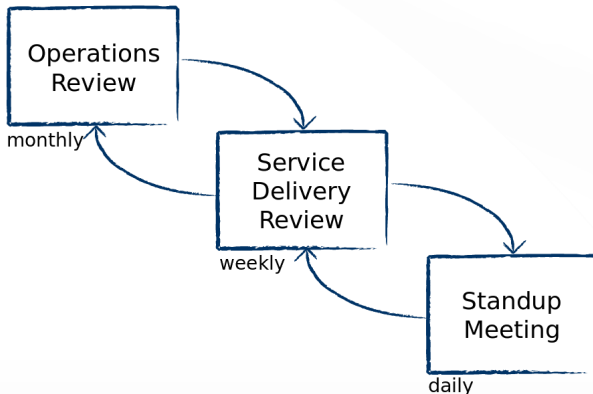 Operations
Review
monthly
Service
Delivery
Review
weekly
Standup
Meeting
daily